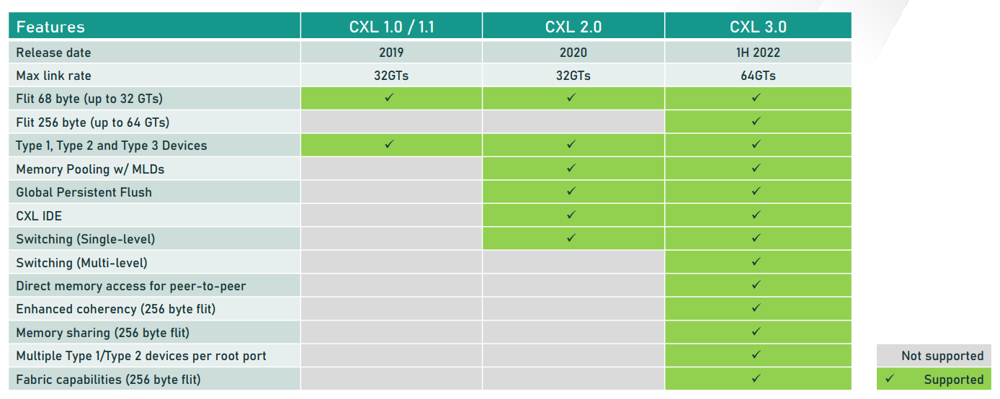 Features CXL 1.0 / 1.1 CXL 2.0 CXL 3.0
Release date 2019 2020 1H 2022
Max link rate 32GTs 32GTs 64GTs
Flit 68 byte (up to 32 GTs) ✓ ✓ ✓
Flit 256 byte (up to 64 GTs) ✓
Type 1, Type 2 and Type 3 Devices ✓ ✓ ✓
Memory Pooling w/ MLDs ✓ ✓
Global Persistent Flush ✓ ✓
CXL IDE ✓ ✓
Switching (Single-level) ✓ ✓
Switching (Multi-level) ✓
Direct memory access for peer-to-peer ✓
Enhanced coherency (256 byte flit) ✓
Memory sharing (256 byte flit) ✓
Multiple Type 1/Type 2 devices per root port ✓
Fabric capabilities (256 byte flit) ✓
Not supported
✓ Supported